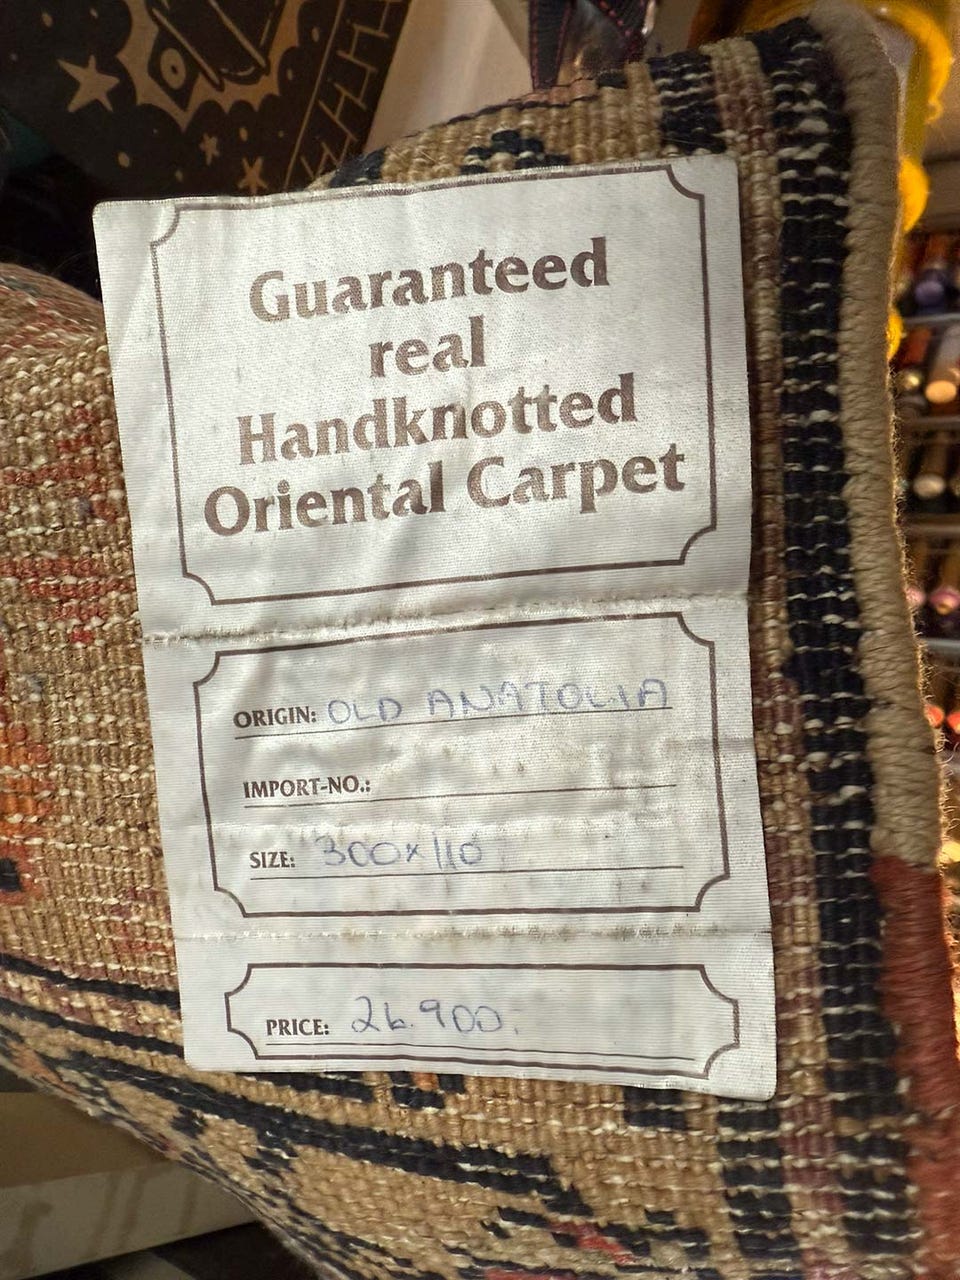 Guaranteed
real
Handknotted
Oriental Carpet
ORIGIN: OLD ANATOLIA
IMPORT-NO.:
SIZE: 300x110
PRICE: 26.900.